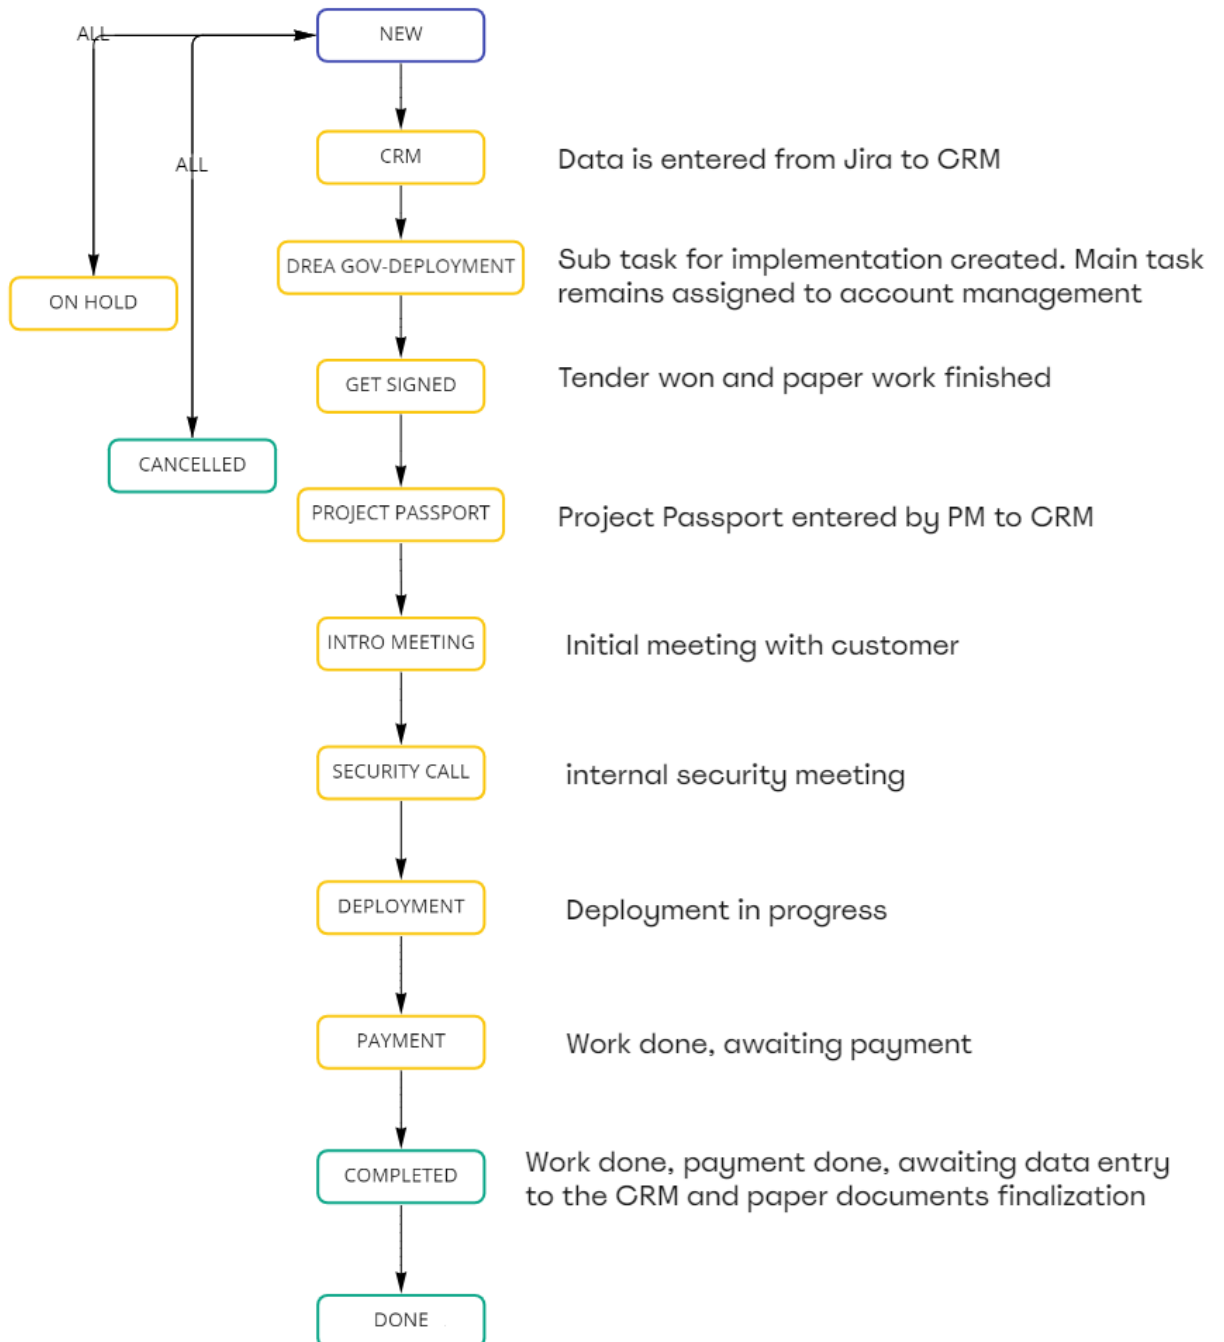 ALL
NEW
ALL
CRM
Data is entered from Jira to CRM
DREA GOV-DEPLOYMENT
Sub task for implementation created. Main task
remains assigned to account management
ON HOLD
GET SIGNED
Tender won and paper work finished
CANCELLED
PROJECT PASSPORT
Project Passport entered by PM to CRM
INTRO MEETING
Initial meeting with customer
SECURITY CALL
internal security meeting
DEPLOYMENT
Deployment in progress
PAYMENT
Work done, awaiting payment
COMPLETED
Work done, payment done, awaiting data entry
to the CRM and paper documents finalization
DONE